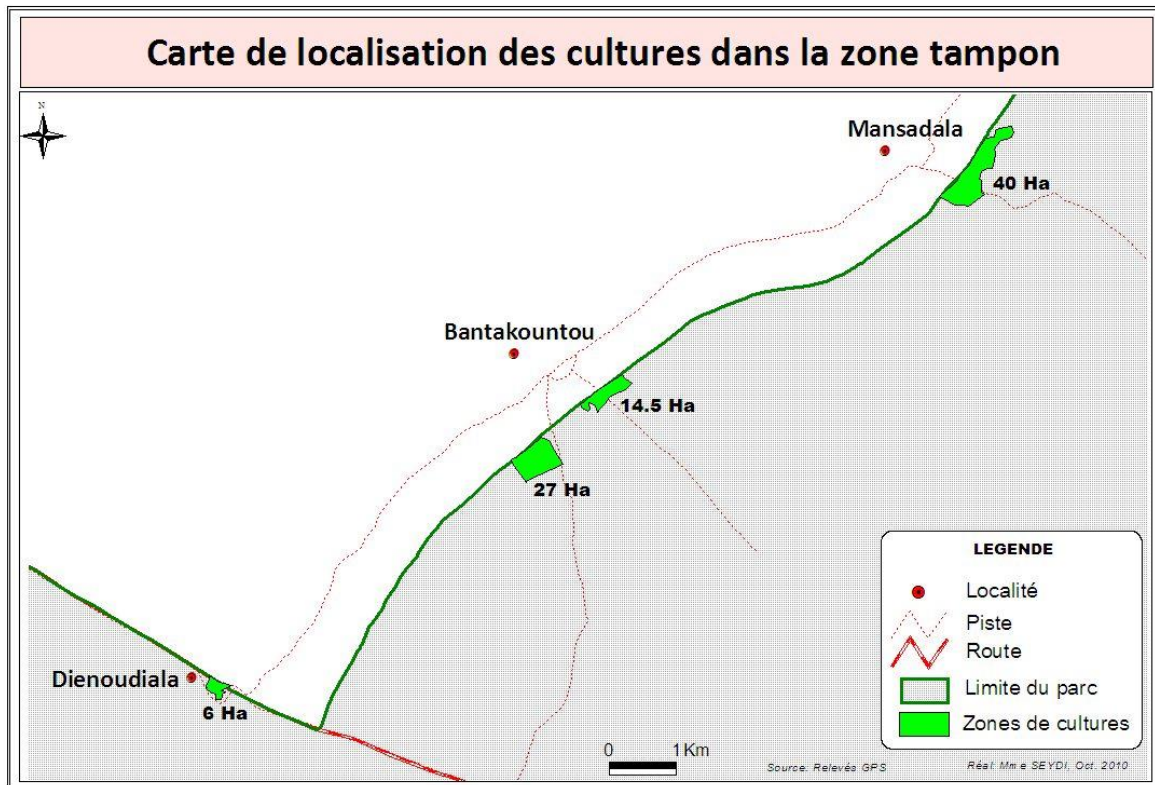 Carte de localisation des cultures dans la zone tampon
N
Mansadala
40 Ha
Bantakountou
14.5 Ha
27 Ha
Dienoudiala
6 Ha
LEGENDE
Localité
Piste
Route
Limite du parc
Zones de cultures
0 1Km
Source. Relevés GPS
Réal: Mme SEYDI, Oct. 2010